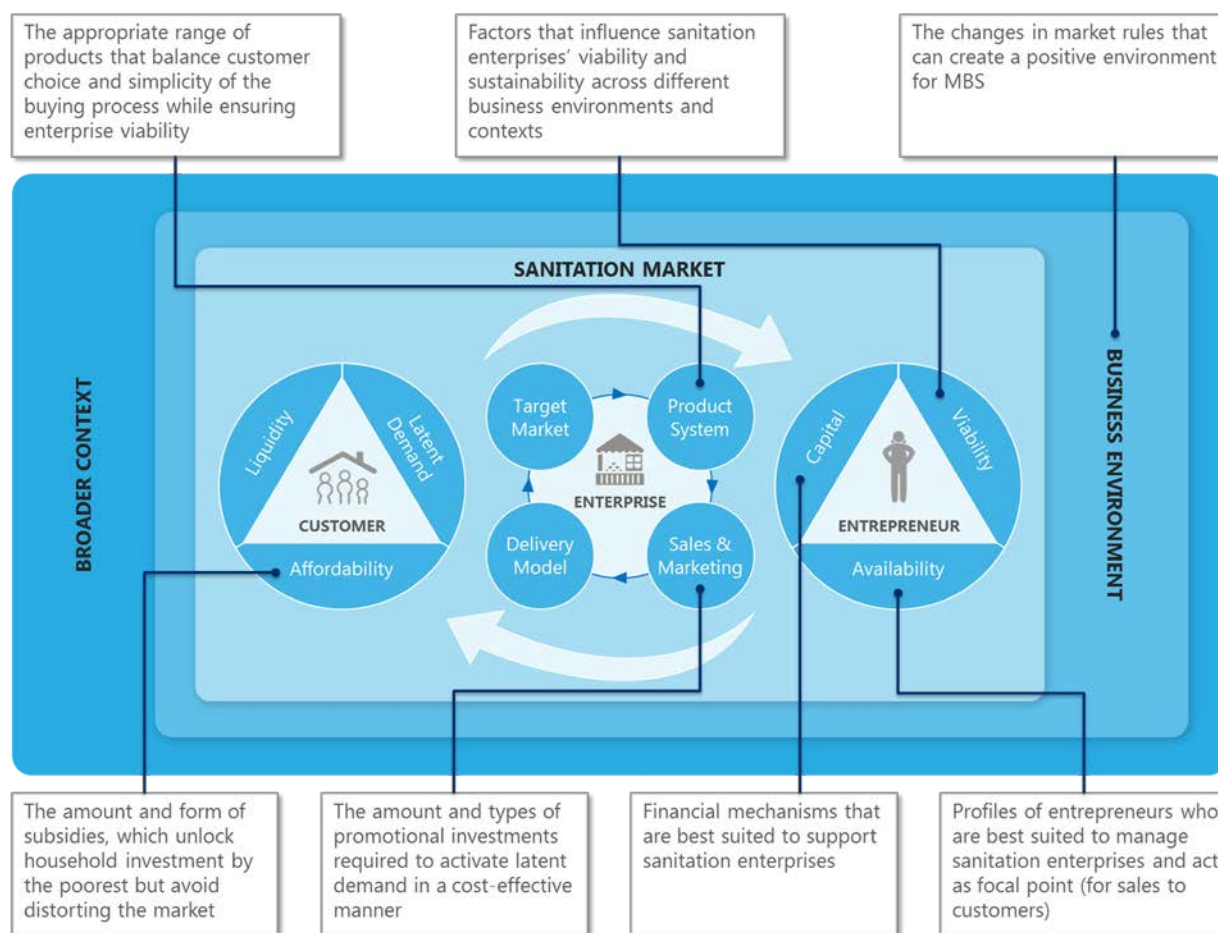 The appropriate range of
products that balance customer
choice and simplicity of the
buying process while ensuring
enterprise viability
Factors that influence sanitation
enterprises’ viability and
sustainability across different
business environments and
contexts
The changes in market rules that
can create a positive environment
for MBS
SANITATION MARKET
BROADER CONTEXT
BUSINESS ENVIRONMENT
Liquidity
Latent
Demand
CUSTOMER
Affordability
Target
Market
Product
System
ENTERPRISE
Delivery
Model
Sales &
Marketing
Capital
Viability
ENTREPRENEUR
Availability
The amount and form of
subsidies, which unlock
household investment by
the poorest but avoid
distorting the market
The amount and types of
promotional investments
required to activate latent
demand in a cost-effective
manner
Financial mechanisms that
are best suited to support
sanitation enterprises
Profiles of entrepreneurs who
are best suited to manage
sanitation enterprises and act
as focal point (for sales to
customers)